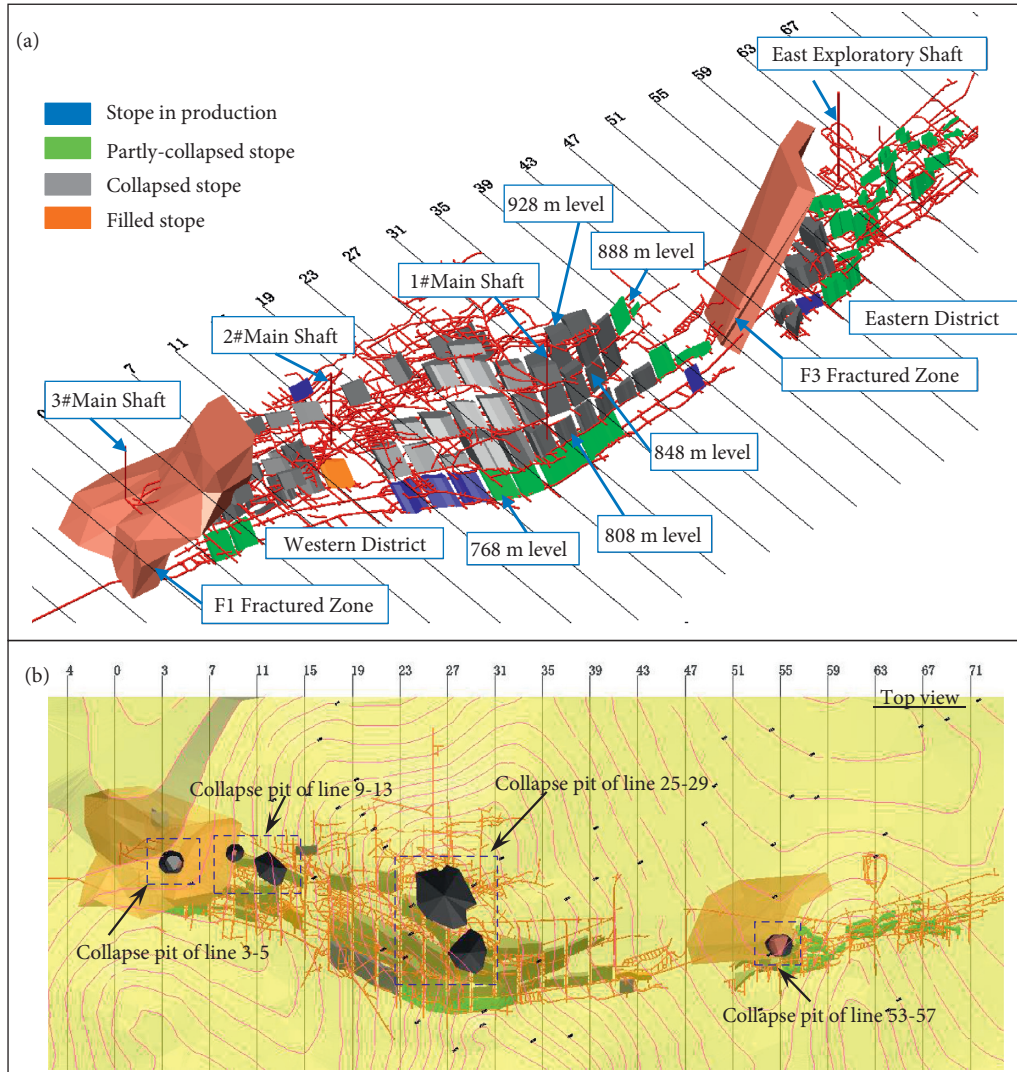 (a)
Stope in production
Partly-collapsed stope
Collapsed stope
Filled stope
67
63
59
55
51
47
43
39
35
31
27
23
19
11
7
East Exploratory Shaft
928 m level
888 m level
1#Main Shaft
2#Main Shaft
3#Main Shaft
Eastern District
F3 Fractured Zone
848 m level
808 m level
768 m level
Western District
F1 Fractured Zone
(b)
4 0 3 7 11 15 19 23 27 31 35 39 43 47 51 55 59 63 67 71
Top view
Collapse pit of line 9-13
Collapse pit of line 25-29
Collapse pit of line 3-5
Collapse pit of line 53-57